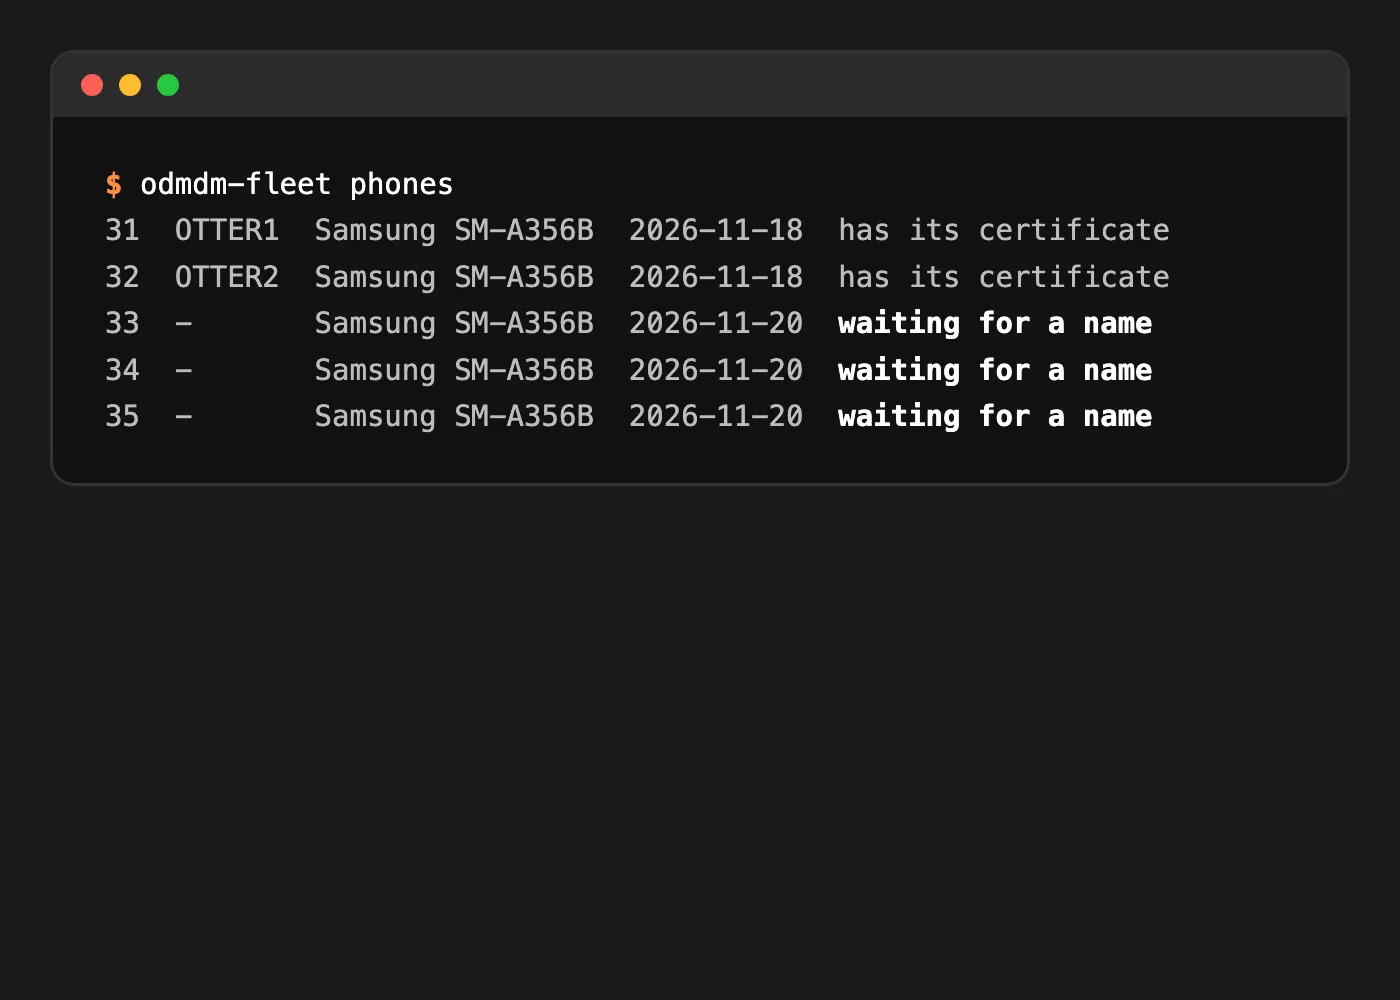 $ odmdm-fleet phones
31  OTTER1  Samsung SM-A356B  2026-11-18  has its certificate
32  OTTER2  Samsung SM-A356B  2026-11-18  has its certificate
33  -       Samsung SM-A356B  2026-11-20  waiting for a name
34  -       Samsung SM-A356B  2026-11-20  waiting for a name
35  -       Samsung SM-A356B  2026-11-20  waiting for a name